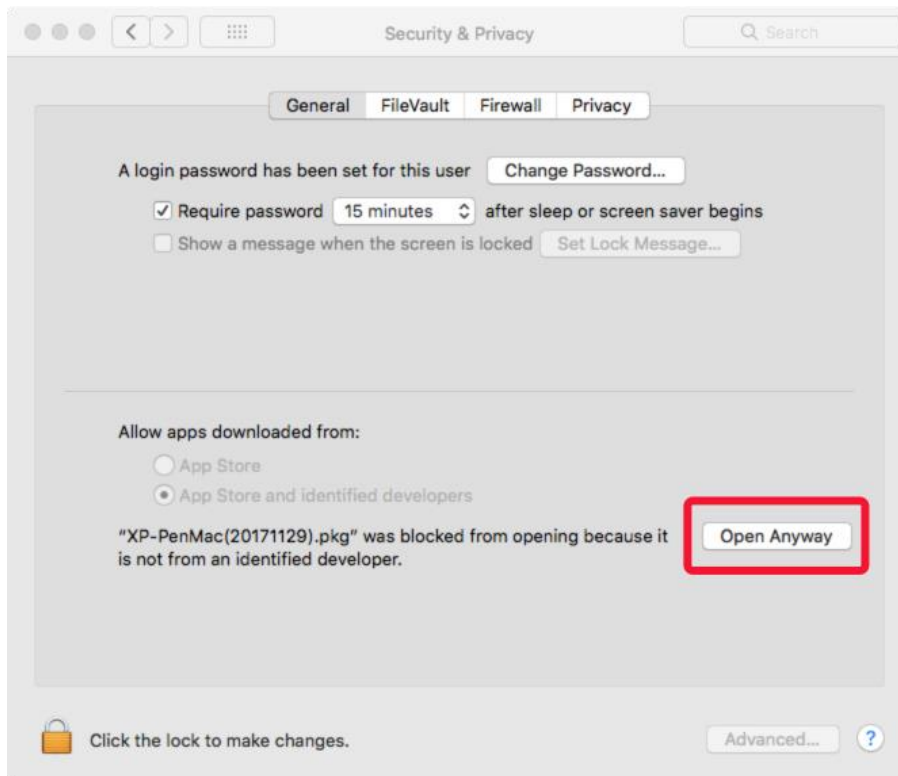 Security & Privacy
Search
General FileVault Firewall Privacy
A login password has been set for this user Change Password...
Require password 15 minutes after sleep or screen saver begins
Show a message when the screen is locked Set Lock Message...
Allow apps downloaded from:
App Store
App Store and identified developers
"XP-PenMac(20171129).pkg" was blocked from opening because it
is not from an identified developer.
Open Anyway
Click the lock to make changes.
Advanced...
?